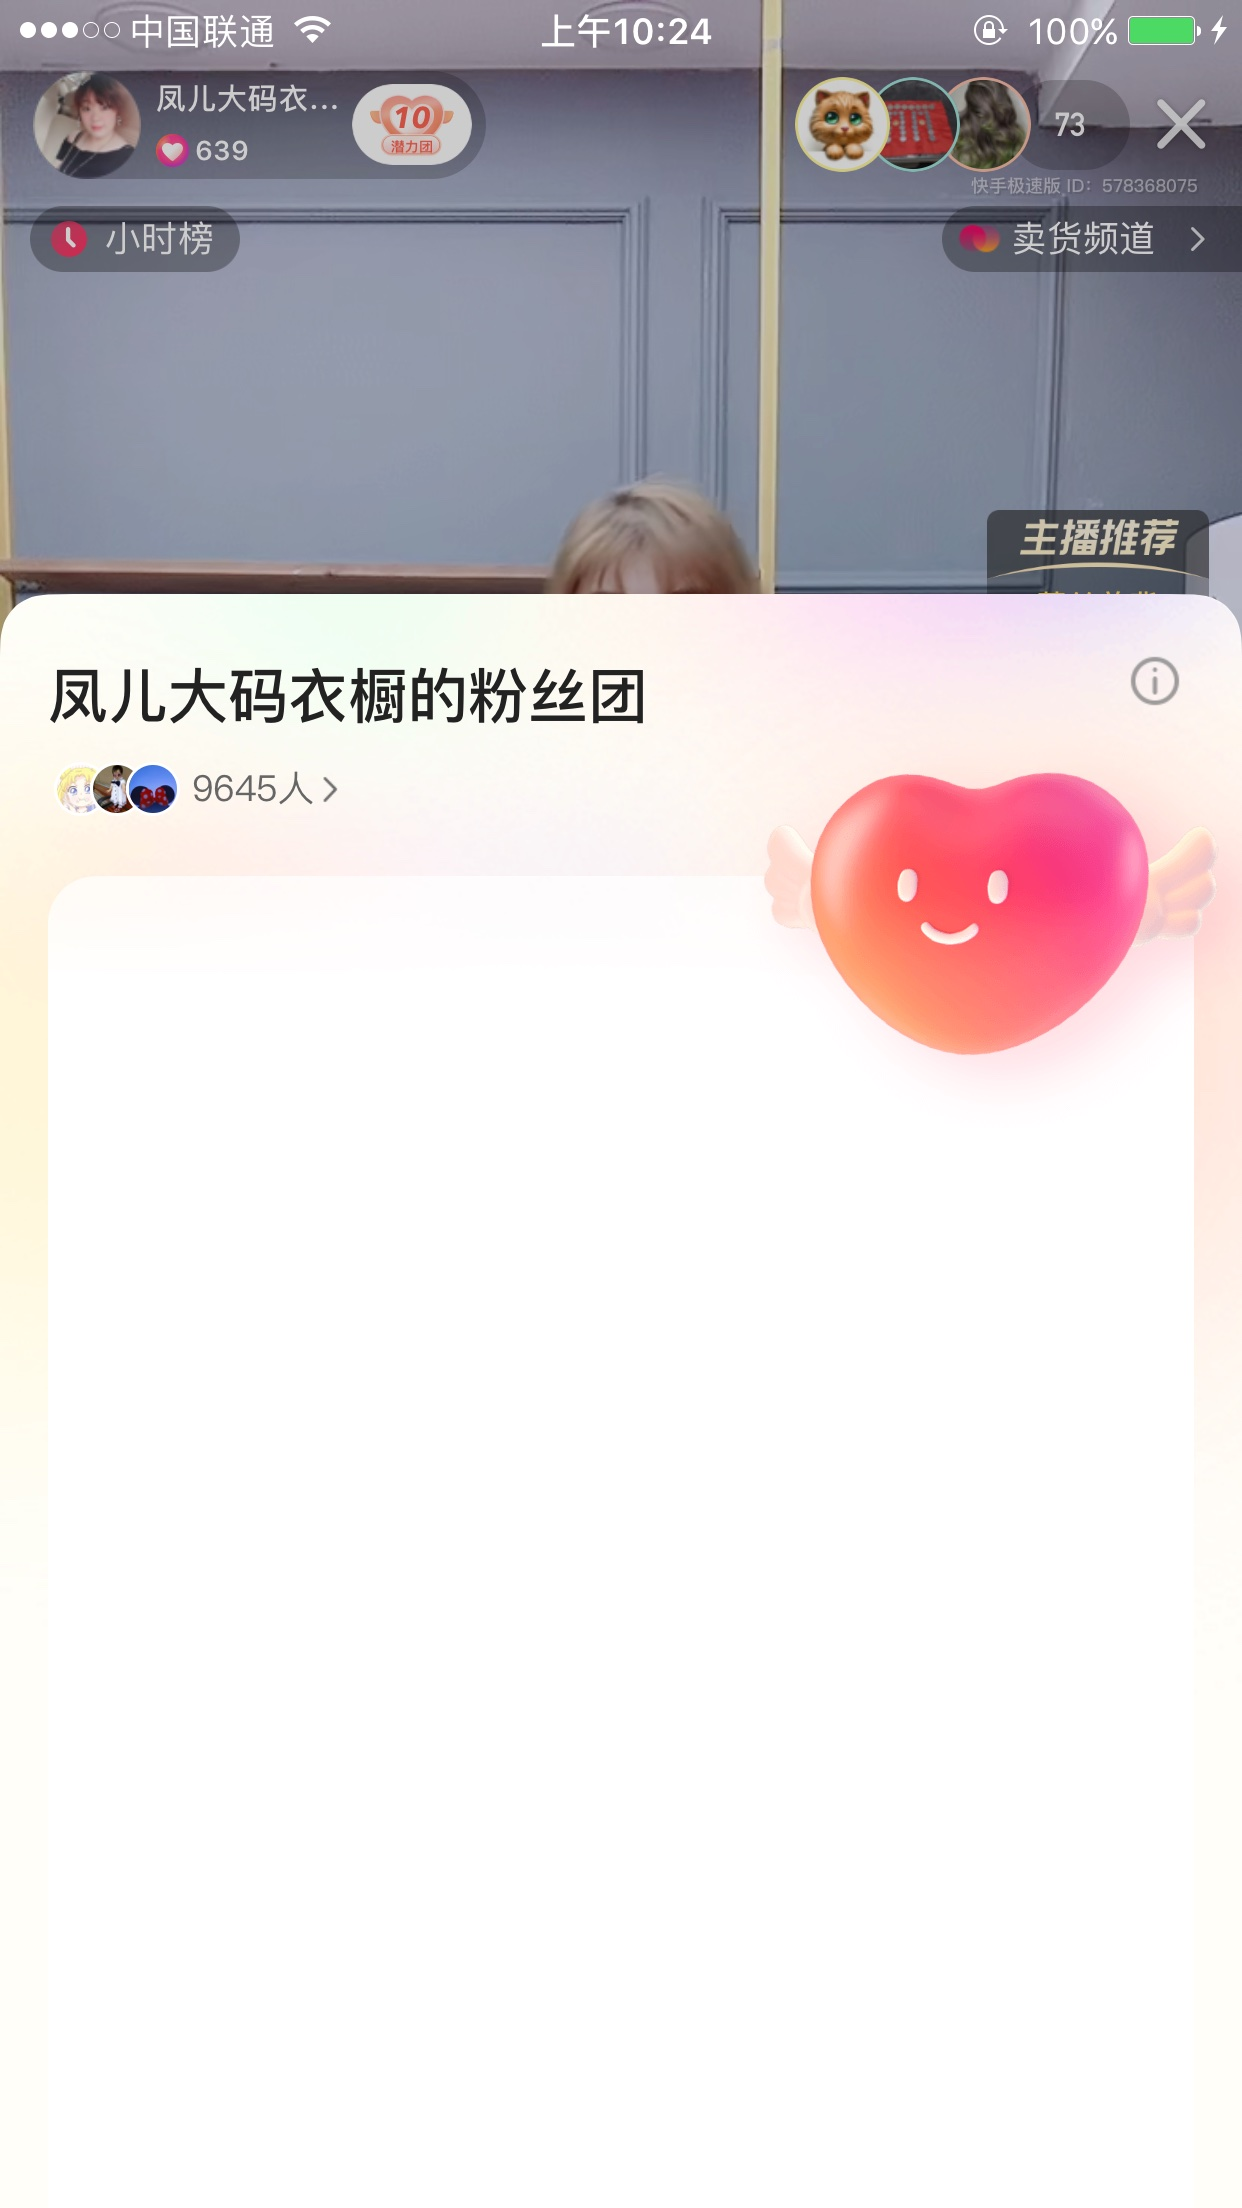 中国联通
上午10:24
100%
凤儿大码衣...
639
10
潜力团
73
快手极速版 ID: 578368075
小时榜
卖货频道
主播推荐
凤儿大码衣橱的粉丝团
9645人